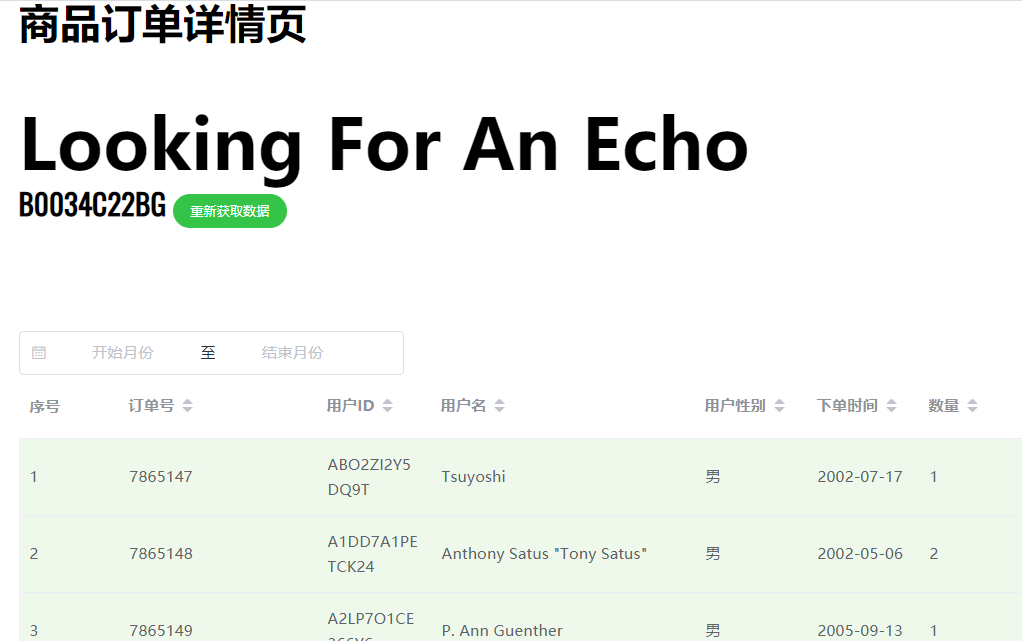 商品订单详情页
Looking For An Echo
B0034C22BG 重新获取数据
开始月份 至 结束月份
序号 订单号 用户ID 用户名 用户性别 下单时间 数量
1 7865147 ABO2ZI2Y5DQ9T Tsuyoshi 男 2002-07-17 1
2 7865148 A1DD7A1PETCK24 Anthony Satus "Tony Satus" 男 2002-05-06 2
3 7865149 A2LP7O1CE P. Ann Guenther 男 2005-09-13 1